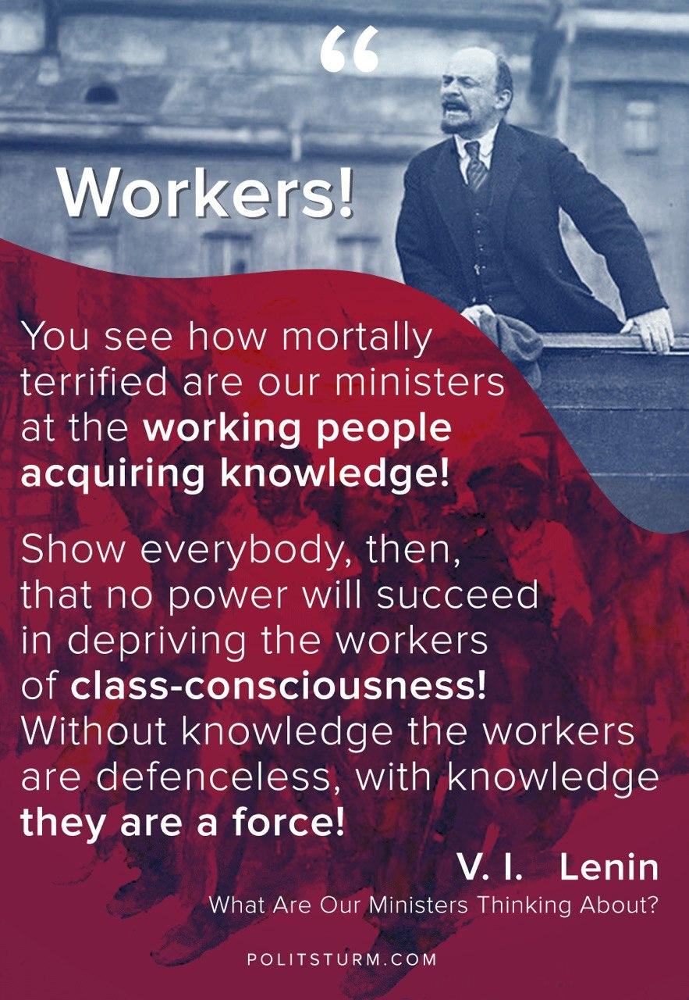 “
Workers!
You see how mortally
terrified are our ministers
at the working people
acquiring knowledge!
Show everybody, then,
that no power will succeed
in depriving the workers
of class-consciousness!
Without knowledge the workers
are defenceless, with knowledge
they are a force!
V. I. Lenin
What Are Our Ministers Thinking About?
POLITSTURM.COM